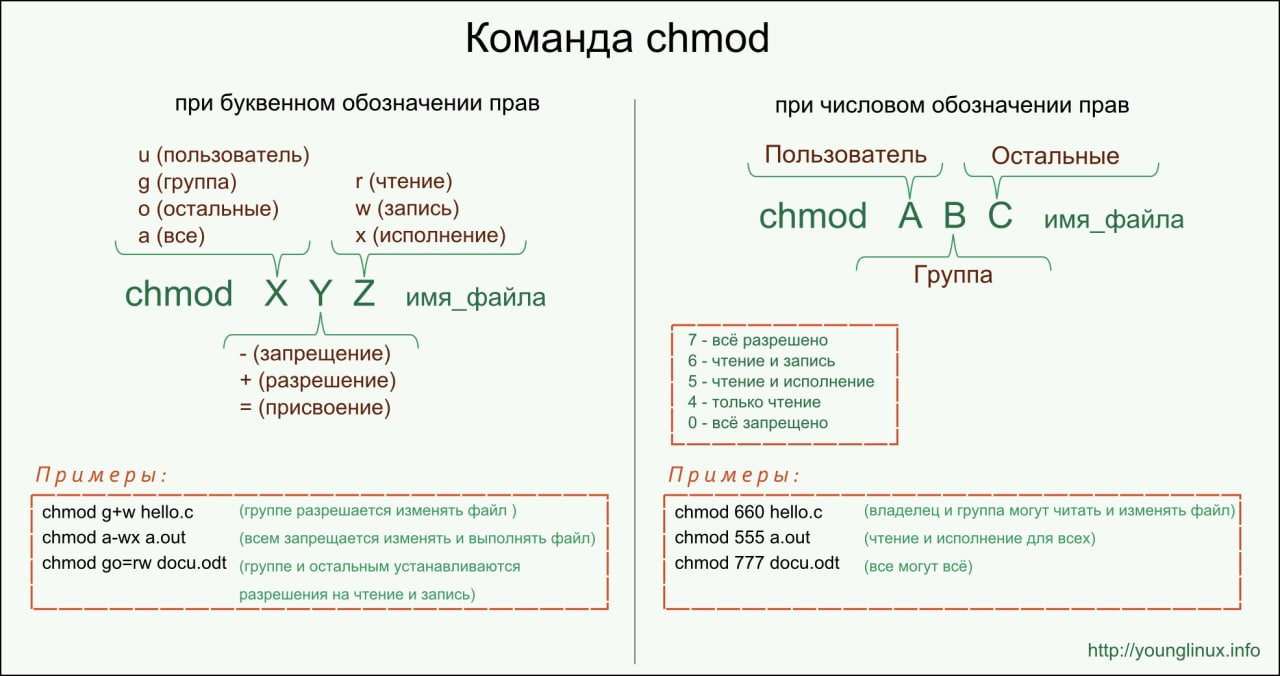 Команда chmod
при буквенном обозначении прав
u (пользователь)
g (группа)
o (остальные)
a (все)
r (чтение)
w (запись)
x (исполнение)
chmod X Y Z имя_файла
- (запрещение)
+ (разрешение)
= (присвоение)
Примеры:
chmod g+w hello.c (группе разрешается изменять файл )
chmod a-wx a.out (всем запрещается изменять и выполнять файл)
chmod go=rw docu.odt (группе и остальным устанавливаются
разрешения на чтение и запись)
при числовом обозначении прав
Пользователь Остальные
chmod A B C имя_файла
Группа
7 - всё разрешено
6 - чтение и запись
5 - чтение и исполнение
4 - только чтение
0 - всё запрещено
Примеры:
chmod 660 hello.c (владелец и группа могут читать и изменять файл)
chmod 555 a.out (чтение и исполнение для всех)
chmod 777 docu.odt (все могут всё)
http://younglinux.info